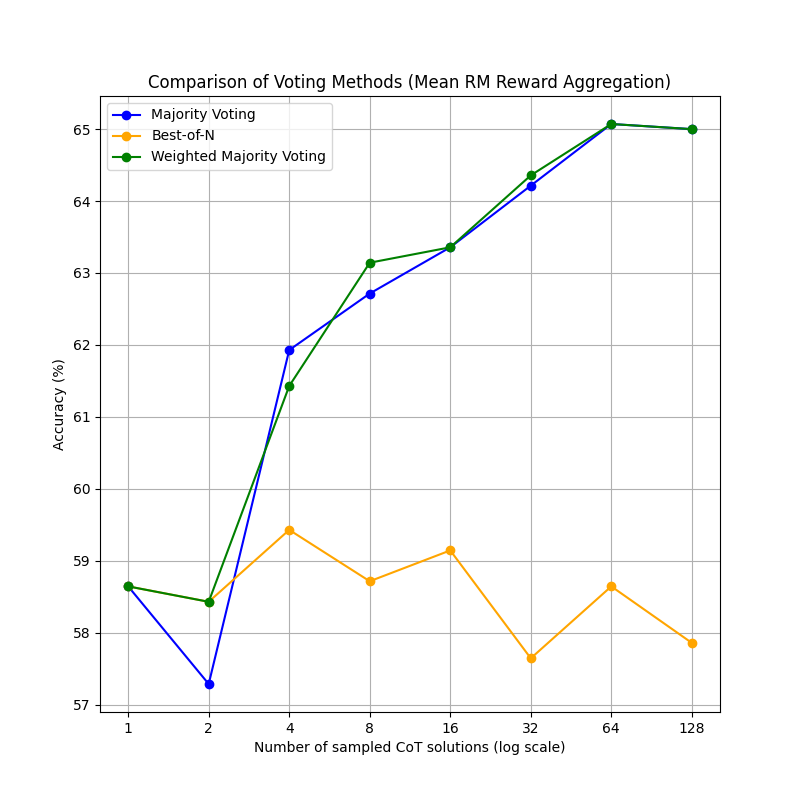 Comparison of Voting Methods (Mean RM Reward Aggregation)
Majority Voting
Best-of-N
Weighted Majority Voting
Accuracy (%)
65
64
63
62
61
60
59
58
57
1 2 4 8 16 32 64 128
Number of sampled CoT solutions (log scale)